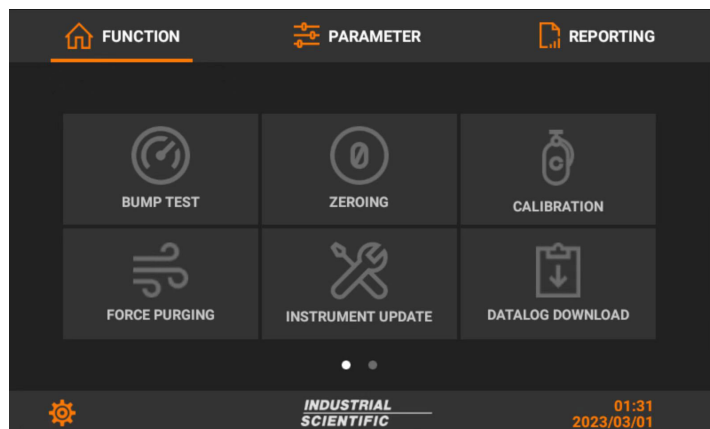 FUNCTION
PARAMETER
REPORTING
0
C
BUMP TEST
ZEROING
CALIBRATION
FORCE PURGING
INSTRUMENT UPDATE
DATALOG DOWNLOAD
INDUSTRIAL
SCIENTIFIC
01:31
2023/03/01